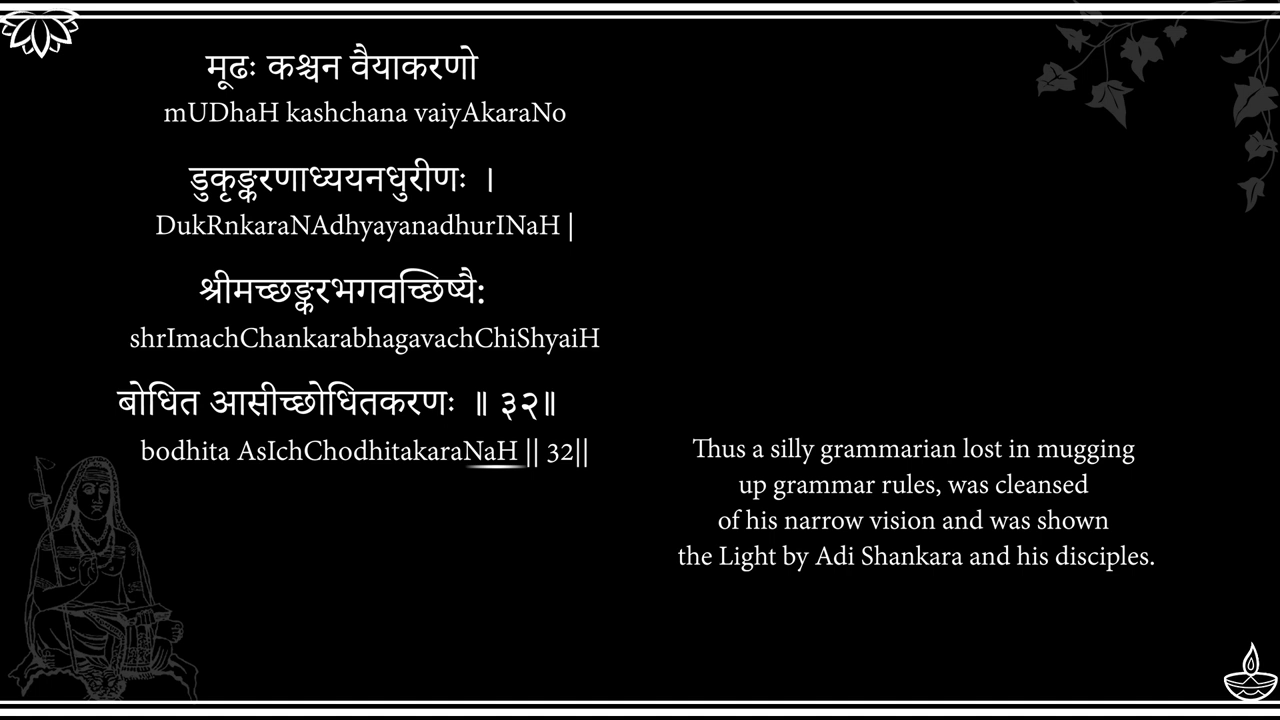 मूढः कश्चन वैयाकरणो
mUDhaH kashchana vaiyAkaraNo
डुकृङ्करणाध्ययनधुरीणः ।
DukRnkaraNAdhyayanadhurINaH |
श्रीमच्छङ्करभगवच्छिष्यै:
shrImachChankarabhagavachChiShyaiH
बोधित आसीच्छोधितकरणः ॥ ३२॥
bodhita AsIchChodhitakaraNaH || 32||
Thus a silly grammarian lost in mugging
up grammar rules, was cleansed
of his narrow vision and was shown
the Light by Adi Shankara and his disciples.